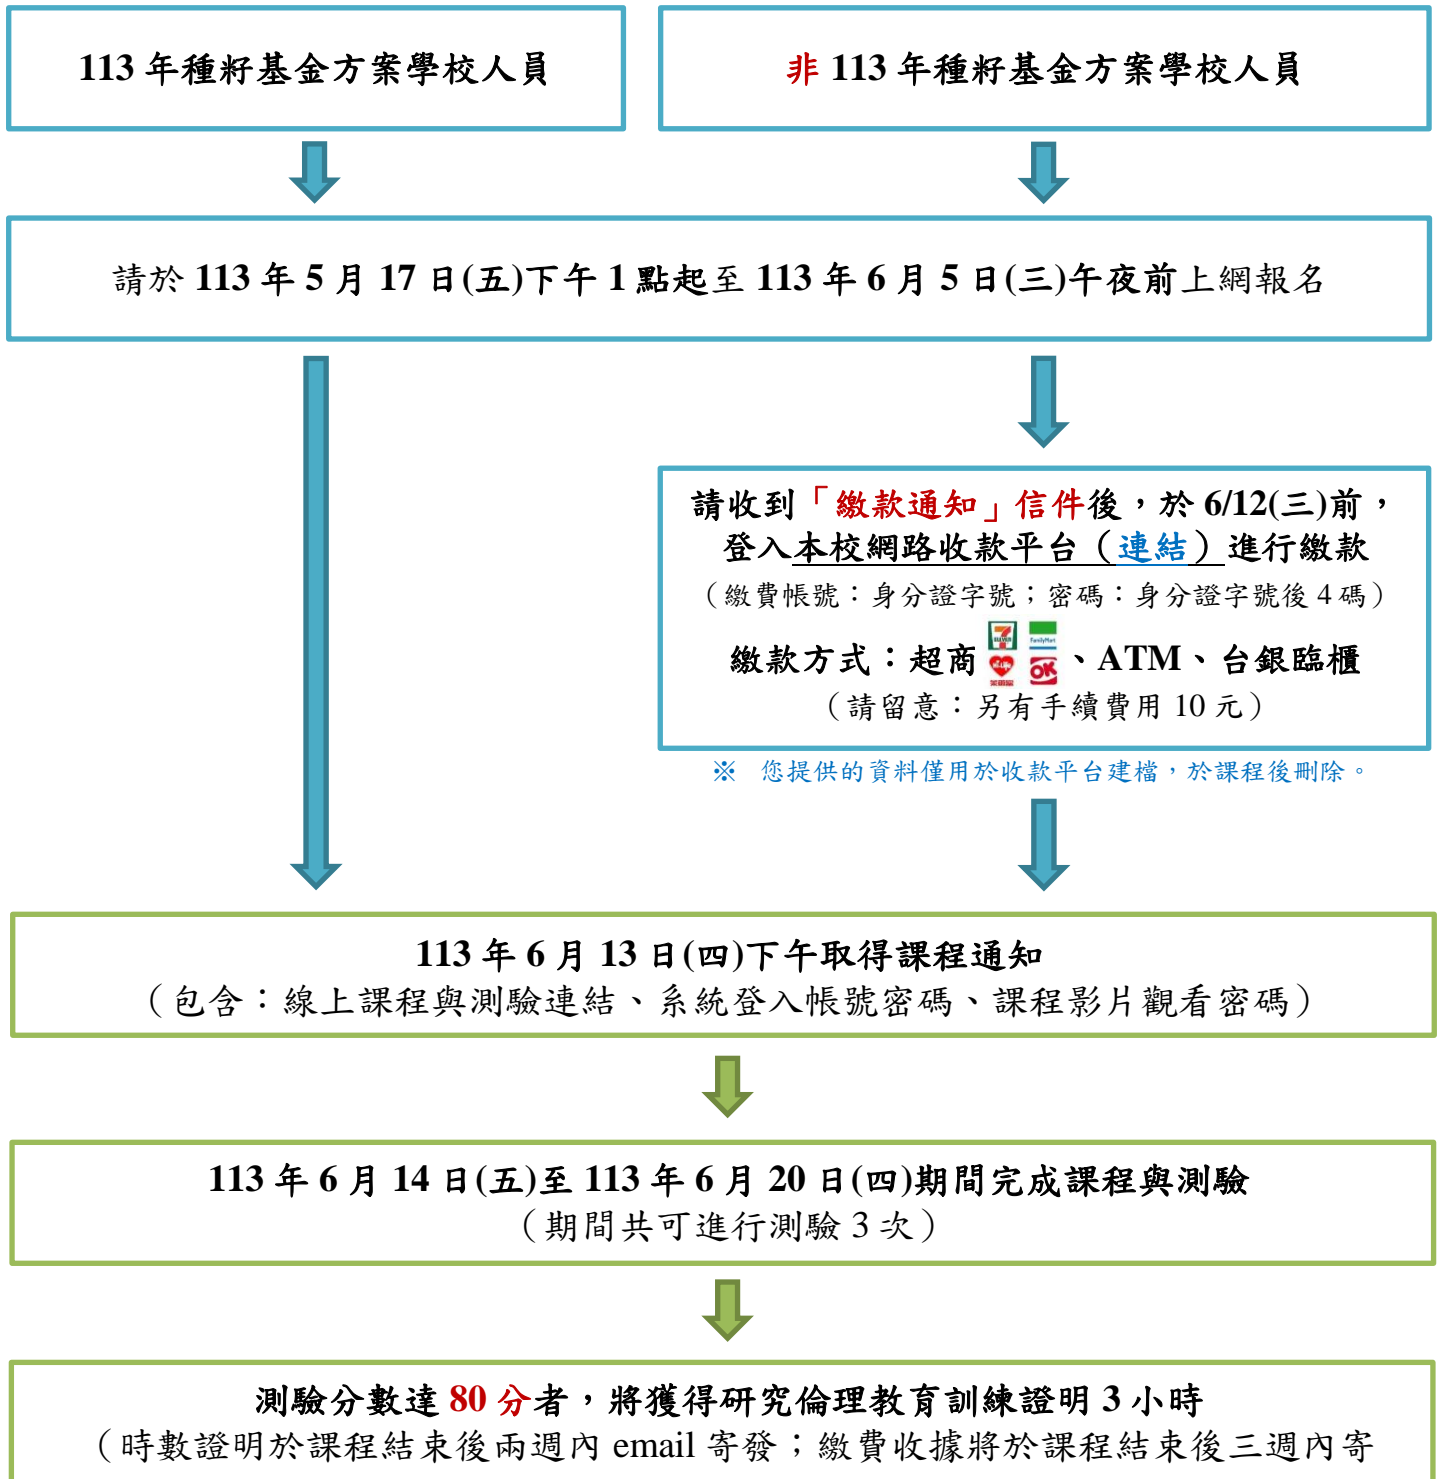 113 年種籽基金方案學校人員
非 113 年種籽基金方案學校人員
請於 113 年 5 月 17 日(五)下午 1 點起至 113 年 6 月 5 日(三)午夜前上網報名
請收到「繳款通知」信件後，於 6/12(三)前，
登入本校網路收款平台（連結）進行繳款
（繳費帳號：身分證字號；密碼：身分證字號後 4 碼）
繳款方式：超商 7 ELEVEN FamilyMart 萊爾富 OK 、ATM、台銀臨櫃
（請留意：另有手續費用 10 元）
※ 您提供的資料僅用於收款平台建檔，於課程後刪除。
113 年 6 月 13 日(四)下午取得課程通知
（包含：線上課程與測驗連結、系統登入帳號密碼、課程影片觀看密碼）
113 年 6 月 14 日(五)至 113 年 6 月 20 日(四)期間完成課程與測驗
（期間共可進行測驗 3 次）
測驗分數達 80 分者，將獲得研究倫理教育訓練證明 3 小時
（時數證明於課程結束後兩週內 email 寄發；繳費收據將於課程結束後三週內寄